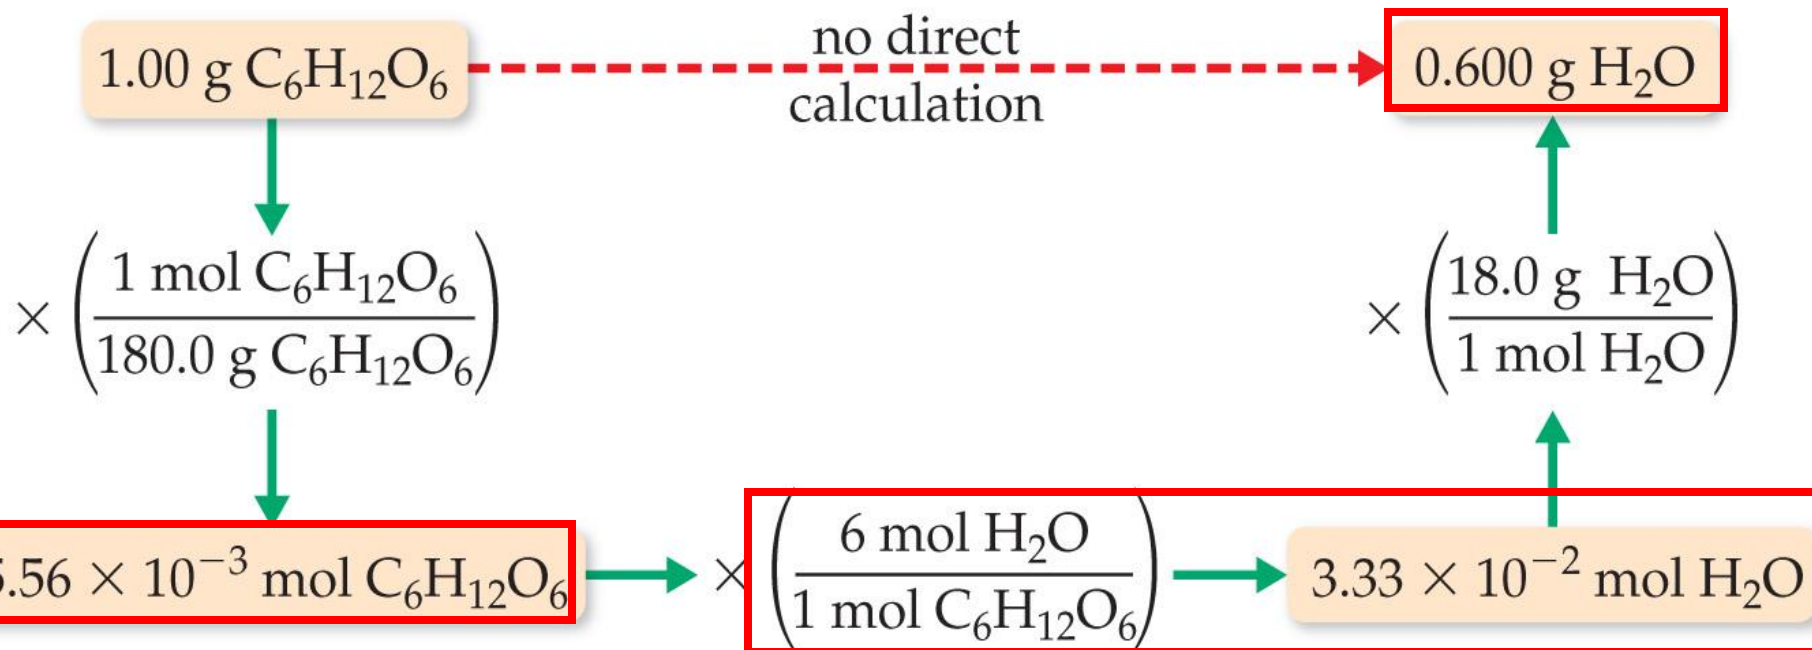 1.00 g C₆H₁₂O₆
no direct
calculation
0.600 g H₂O
× (1 mol C₆H₁₂O₆
180.0 g C₆H₁₂O₆)
× (18.0 g H₂O
1 mol H₂O)
.56 × 10⁻³ mol C₆H₁₂O₆
× (6 mol H₂O
1 mol C₆H₁₂O₆)
3.33 × 10⁻² mol H₂O